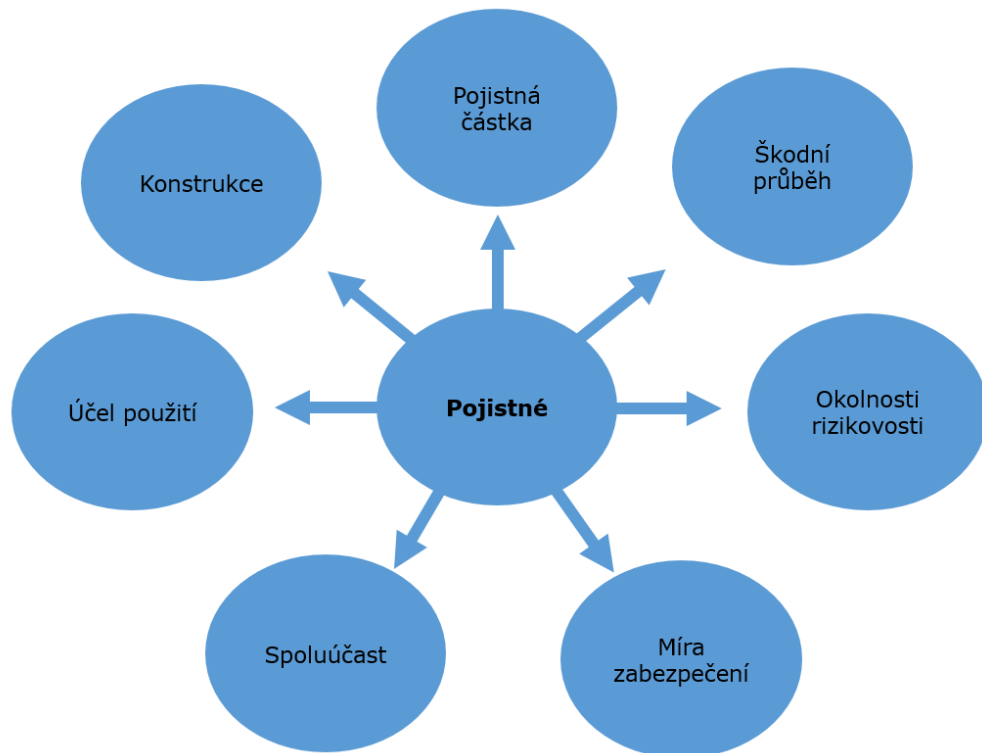 Pojistná
částka
Škodní
průběh
Konstrukce
Účel použití
Pojistné
Okolnosti
rizikovosti
Spoluúčast
Míra
zabezpečení